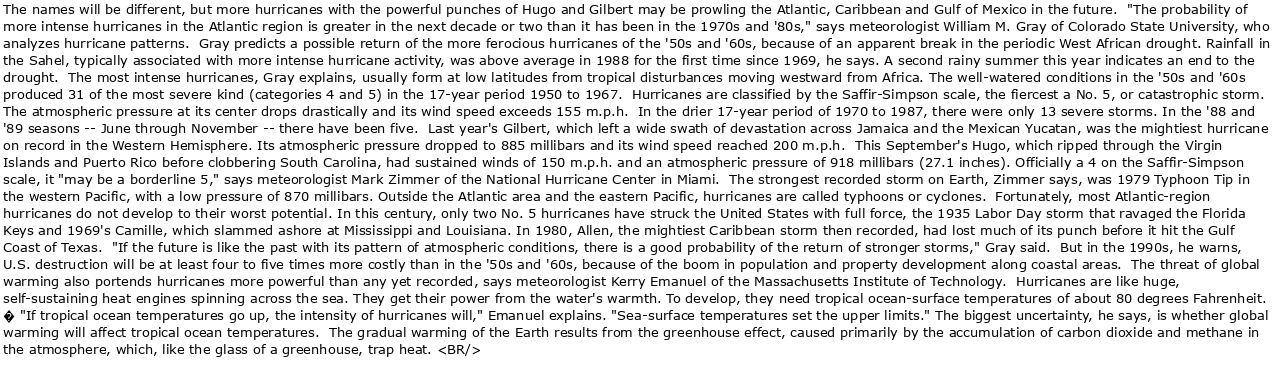 The names will be different, but more hurricanes with the powerful punches of Hugo and Gilbert may be prowling the Atlantic, Caribbean and Gulf of Mexico in the future.  "The probability of
more intense hurricanes in the Atlantic region is greater in the next decade or two than it has been in the 1970s and '80s," says meteorologist William M. Gray of Colorado State University, who
analyzes hurricane patterns.  Gray predicts a possible return of the more ferocious hurricanes of the '50s and '60s, because of an apparent break in the periodic West African drought. Rainfall in
the Sahel, typically associated with more intense hurricane activity, was above average in 1988 for the first time since 1969, he says. A second rainy summer this year indicates an end to the
drought.  The most intense hurricanes, Gray explains, usually form at low latitudes from tropical disturbances moving westward from Africa. The well-watered conditions in the '50s and '60s
produced 31 of the most severe kind (categories 4 and 5) in the 17-year period 1950 to 1967.  Hurricanes are classified by the Saffir-Simpson scale, the fiercest a No. 5, or catastrophic storm.
The atmospheric pressure at its center drops drastically and its wind speed exceeds 155 m.p.h.  In the drier 17-year period of 1970 to 1987, there were only 13 severe storms. In the '88 and
'89 seasons -- June through November -- there have been five.  Last year's Gilbert, which left a wide swath of devastation across Jamaica and the Mexican Yucatan, was the mightiest hurricane
on record in the Western Hemisphere. Its atmospheric pressure dropped to 885 millibars and its wind speed reached 200 m.p.h.  This September's Hugo, which ripped through the Virgin
Islands and Puerto Rico before clobbering South Carolina, had sustained winds of 150 m.p.h. and an atmospheric pressure of 918 millibars (27.1 inches). Officially a 4 on the Saffir-Simpson
scale, it "may be a borderline 5," says meteorologist Mark Zimmer of the National Hurricane Center in Miami.  The strongest recorded storm on Earth, Zimmer says, was 1979 Typhoon Tip in
the western Pacific, with a low pressure of 870 millibars. Outside the Atlantic area and the eastern Pacific, hurricanes are called typhoons or cyclones.  Fortunately, most Atlantic-region
hurricanes do not develop to their worst potential. In this century, only two No. 5 hurricanes have struck the United States with full force, the 1935 Labor Day storm that ravaged the Florida
Keys and 1969's Camille, which slammed ashore at Mississippi and Louisiana. In 1980, Allen, the mightiest Caribbean storm then recorded, had lost much of its punch before it hit the Gulf
Coast of Texas.  "If the future is like the past with its pattern of atmospheric conditions, there is a good probability of the return of stronger storms," Gray said.  But in the 1990s, he warns,
U.S. destruction will be at least four to five times more costly than in the '50s and '60s, because of the boom in population and property development along coastal areas.  The threat of global
warming also portends hurricanes more powerful than any yet recorded, says meteorologist Kerry Emanuel of the Massachusetts Institute of Technology.  Hurricanes are like huge,
self-sustaining heat engines spinning across the sea. They get their power from the water's warmth. To develop, they need tropical ocean-surface temperatures of about 80 degrees Fahrenheit.
� "If tropical ocean temperatures go up, the intensity of hurricanes will," Emanuel explains. "Sea-surface temperatures set the upper limits." The biggest uncertainty, he says, is whether global
warming will affect tropical ocean temperatures.  The gradual warming of the Earth results from the greenhouse effect, caused primarily by the accumulation of carbon dioxide and methane in
the atmosphere, which, like the glass of a greenhouse, trap heat. <BR/>